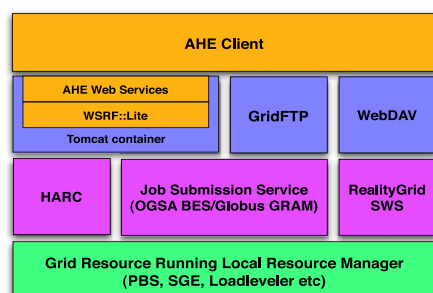 AHE Client
AHE Web Services
WSRF::Lite
Tomcat container
GridFTP
WebDAV
HARC
Job Submission Service
(OGSA BES/Globus GRAM)
RealityGrid
SWS
Grid Resource Running Local Resource Manager
(PBS, SGE, Loadleveler etc)